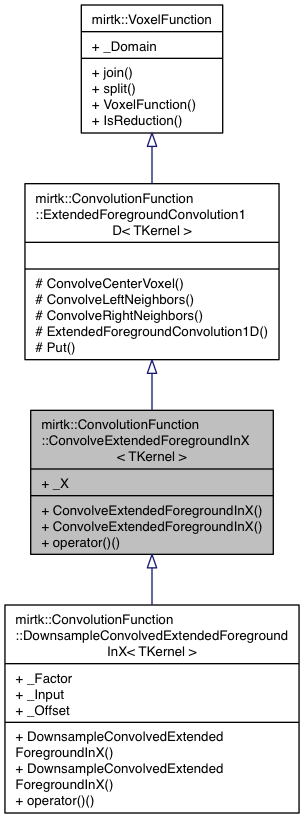 mirtk::VoxelFunction
+ _Domain
+ join()
+ split()
+ VoxelFunction()
+ IsReduction()
mirtk::ConvolutionFunction
::ExtendedForegroundConvolution1
D< TKernel >
# ConvolveCenterVoxel()
# ConvolveLeftNeighbors()
# ConvolveRightNeighbors()
# ExtendedForegroundConvolution1D()
# Put()
mirtk::ConvolutionFunction
::ConvolveExtendedForegroundInX
< TKernel >
+ _X
+ ConvolveExtendedForegroundInX()
+ ConvolveExtendedForegroundInX()
+ operator()()
mirtk::ConvolutionFunction
::DownsampleConvolvedExtendedForeground
InX< TKernel >
+ _Factor
+ _Input
+ _Offset
+ DownsampleConvolvedExtended
ForegroundInX()
+ DownsampleConvolvedExtended
ForegroundInX()
+ operator()()